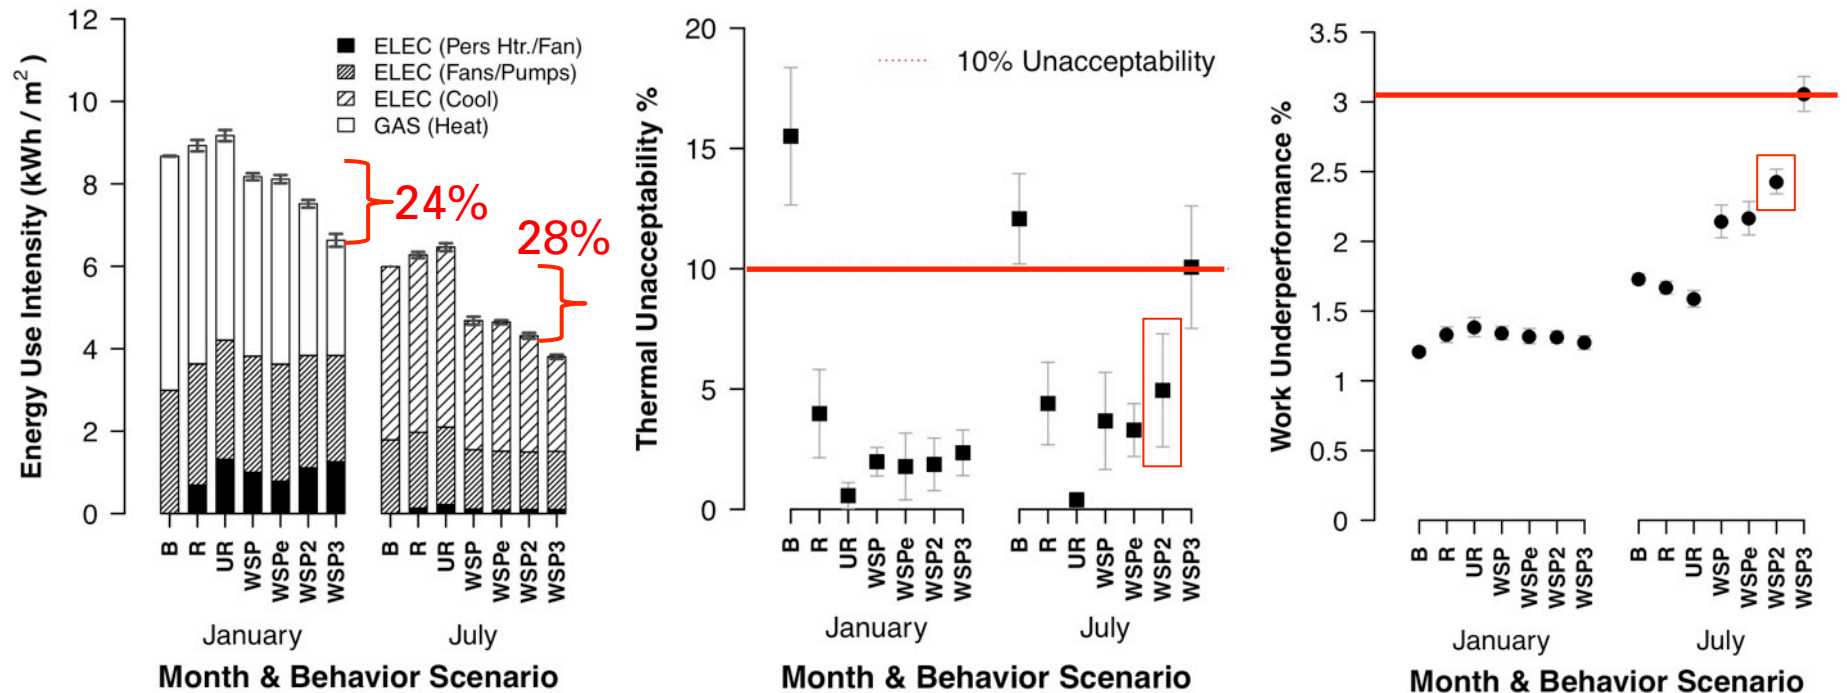 Energy Use Intensity (kWh / m²)
12
10
8
6
4
2
0
ELEC (Pers Htr./Fan)
ELEC (Fans/Pumps)
ELEC (Cool)
GAS (Heat)
24%
28%
B
R
UR
WSP
WSPe
WSP2
WSP3
B
R
UR
WSP
WSPe
WSP2
WSP3
January
July
Month & Behavior Scenario
Thermal Unacceptability %
20
15
10
5
0
10% Unacceptability
B
R
UR
WSP
WSPe
WSP2
WSP3
B
R
UR
WSP
WSPe
WSP2
WSP3
January
July
Month & Behavior Scenario
Work Underperformance %
3.5
3
2.5
2
1.5
1
0.5
0
B
R
UR
WSP
WSPe
WSP2
WSP3
B
R
UR
WSP
WSPe
WSP2
WSP3
January
July
Month & Behavior Scenario